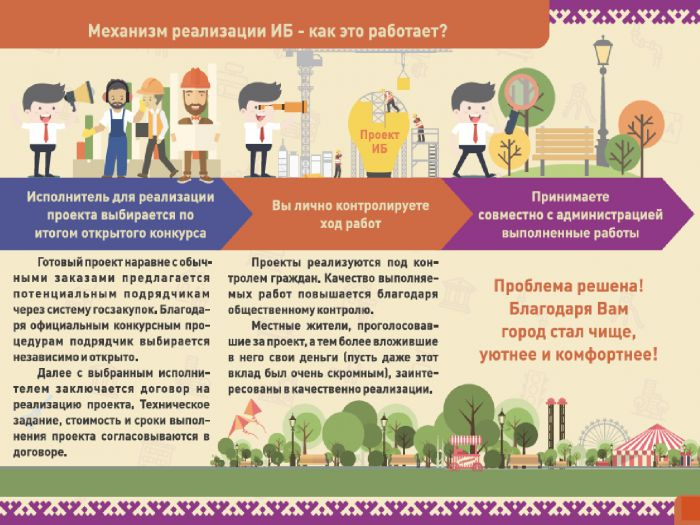 Механизм реализации ИБ - как это работает?
Проект
ИБ
Исполнитель для реализации
проекта выбирается по
итогом открытого конкурса
Вы лично контролируете
ход работ
Принимаете
совместно с администрацией
выполненные работы
Готовый проект наравне с обыч-
ными заказами предлагается
потенциальным подрядчикам
через систему госзакупок. Благода-
ря официальным конкурсным про-
цедурам подрядчик выбирается
независимо и открыто.
Далее с выбранным исполни-
телем заключается договор на
реализацию проекта. Техническое
задание, стоимость и сроки выпол-
нения проекта согласовываются в
договоре.
Проекты реализуются под кон-
тролем граждан. Качество выполняе-
мых работ повышается благодаря
общественному контролю.
Местные жители, проголосовав-
шие за проект, а тем более вложившие
в него свои деньги (пусть даже этот
вклад был очень скромным), заинте-
ресованы в качественно реализации.
Проблема решена!
Благодаря Вам
город стал чище,
уютнее и комфортнее!